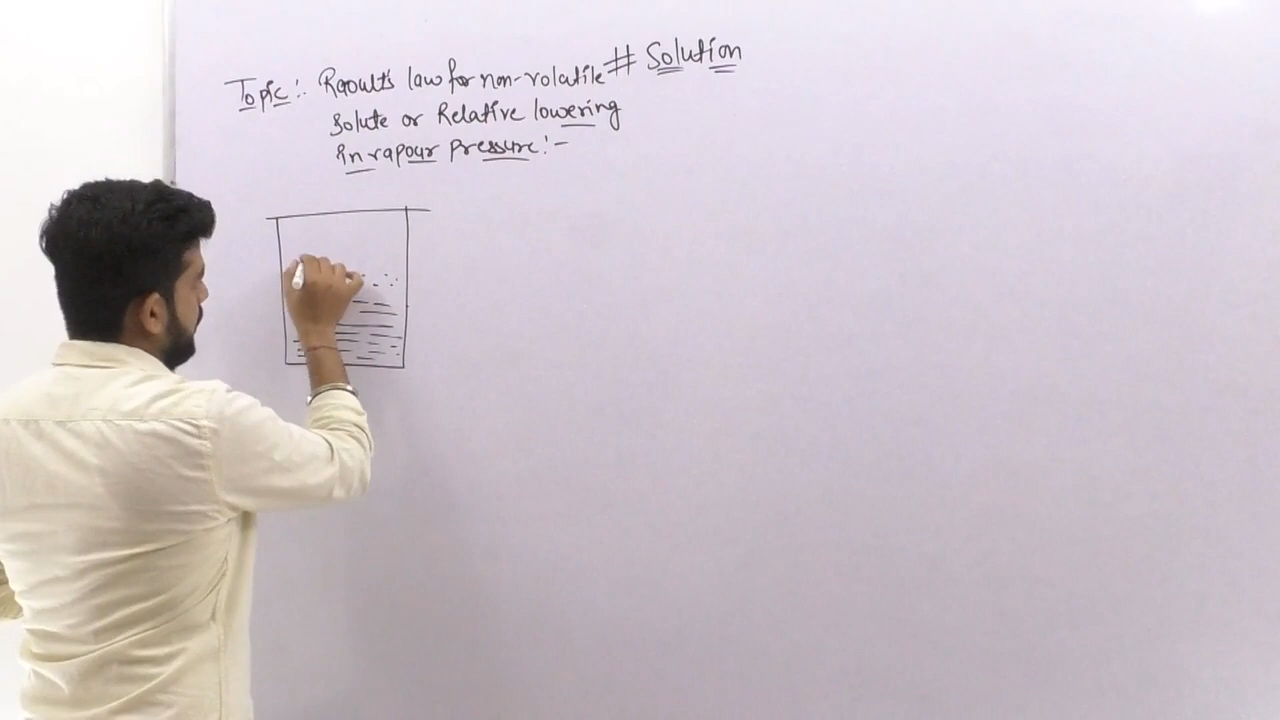 # Solution
Topic:. Raoult's law for non-volatile
Solute or Relative lowering
in vapour pressure:-